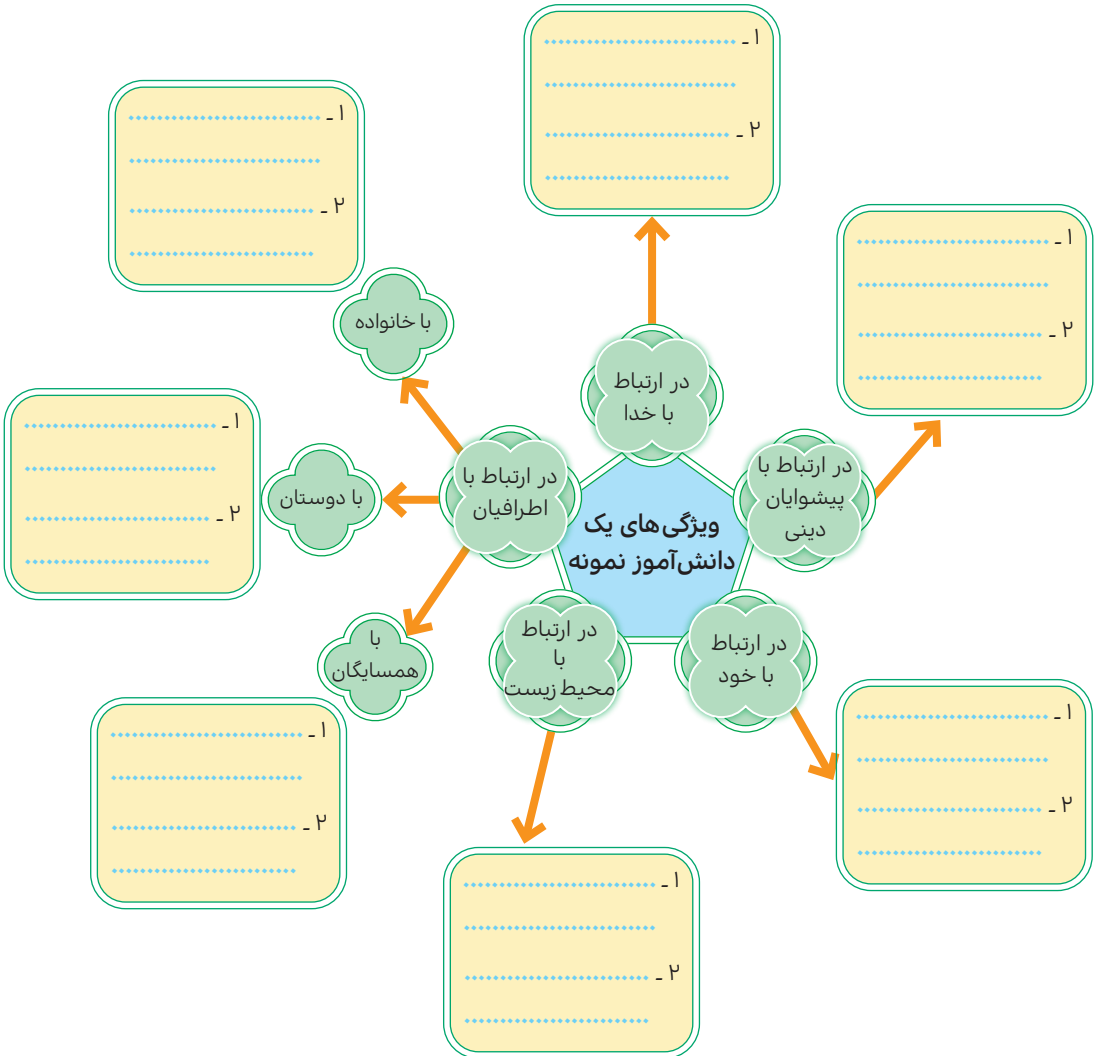 ۱ ـ ...........................
...........................
۲ ـ ..........................
..........................
در ارتباط
با خدا
۱ ـ ...........................
...........................
۲ ـ ..........................
..........................
در ارتباط با
پیشوایان
دینی
۱ ـ ...........................
...........................
۲ ـ ..........................
..........................
در ارتباط
با خود
۱ ـ ...........................
...........................
۲ ـ ..........................
..........................
در ارتباط
با
محیط زیست
ویژگی‌های یک
دانش‌آموز نمونه
در ارتباط با
اطرافیان
با خانواده
۱ ـ ...........................
...........................
۲ ـ ..........................
..........................
با دوستان
۱ ـ ...........................
...........................
۲ ـ ..........................
..........................
با
همسایگان
۱ ـ ...........................
...........................
۲ ـ ..........................
..........................